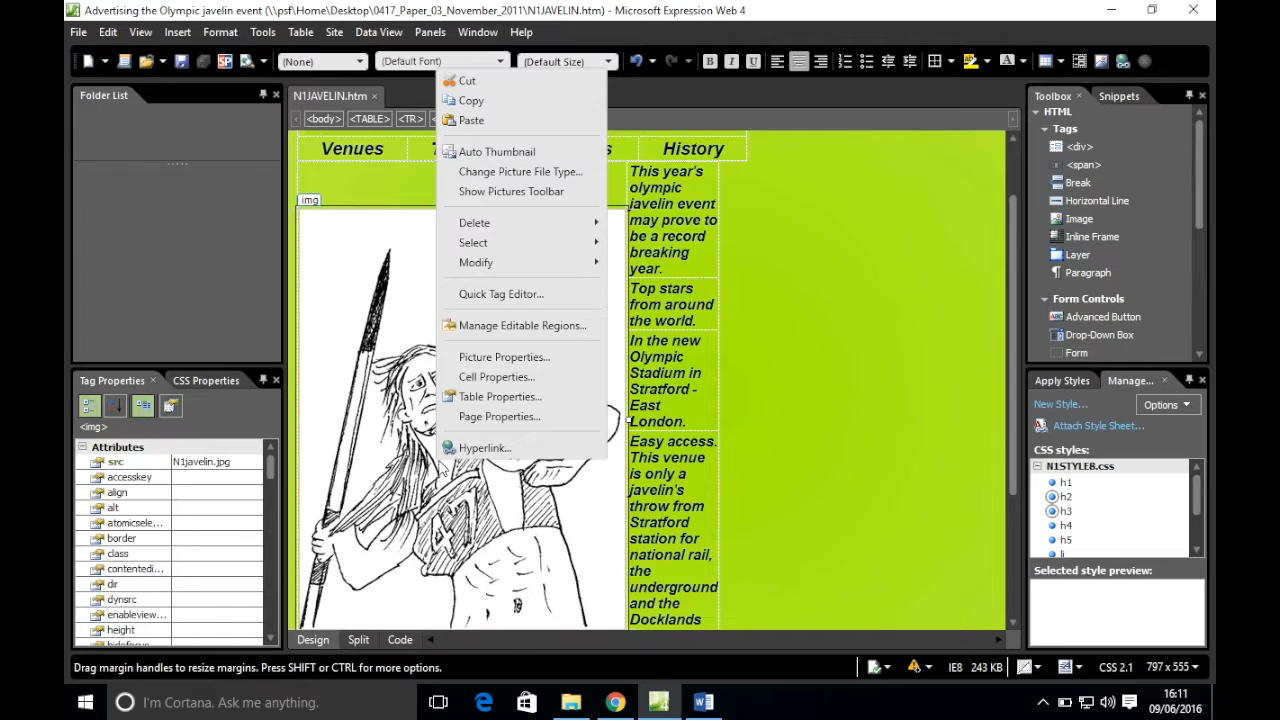 Advertising the Olympic javelin event (\\psf\Home\Desktop\0417_Paper_03_November_2011\N1JAVELIN.htm) - Microsoft Expression Web 4
File Edit View Insert Format Tools Table Site Data View Panels Window Help
(None) (Default Font) (Default Size) B I U A
Folder List
N1JAVELIN.htm
<body> <TABLE> <TR>
Venues
History
img
This year's
olympic
javelin event
may prove to
be a record
breaking
year.
Top stars
from around
the world.
In the new
Olympic
Stadium in
Stratford -
East
London.
Easy access.
This venue
is only a
javelin's
throw from
Stratford
station for
national rail,
the
underground
and the
Docklands
Cut
Copy
Paste
Auto Thumbnail
Change Picture File Type...
Show Pictures Toolbar
Delete
Select
Modify
Quick Tag Editor...
Manage Editable Regions...
Picture Properties...
Cell Properties...
Table Properties...
Page Properties...
Hyperlink...
Tag Properties CSS Properties
<img>
Attributes
src N1javelin.jpg
accesskey
align
alt
atomicsele...
border
class
contentedi...
dir
dynsrc
enableview...
height
Toolbox Snippets
HTML
Tags
<div>
<span>
Break
Horizontal Line
Image
Inline Frame
Layer
Paragraph
Form Controls
Advanced Button
Drop-Down Box
Form
Apply Styles Manage...
New Style... Options
Attach Style Sheet...
CSS styles:
N1STYLE8.css
h1
h2
h3
h4
h5
li
Selected style preview:
Design Split Code
Drag margin handles to resize margins. Press SHIFT or CTRL for more options.
IE8 243 KB CSS 2.1 797 x 555
I'm Cortana. Ask me anything.
16:11
09/06/2016